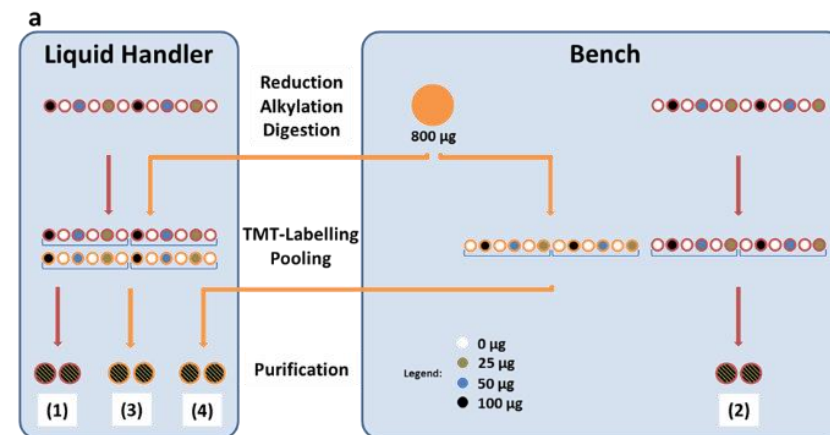 a
Liquid Handler
Bench
Reduction
Alkylation
Digestion
800 µg
TMT-Labelling
Pooling
Legend:
0 µg
25 µg
50 µg
100 µg
Purification
(1)
(3)
(4)
(2)